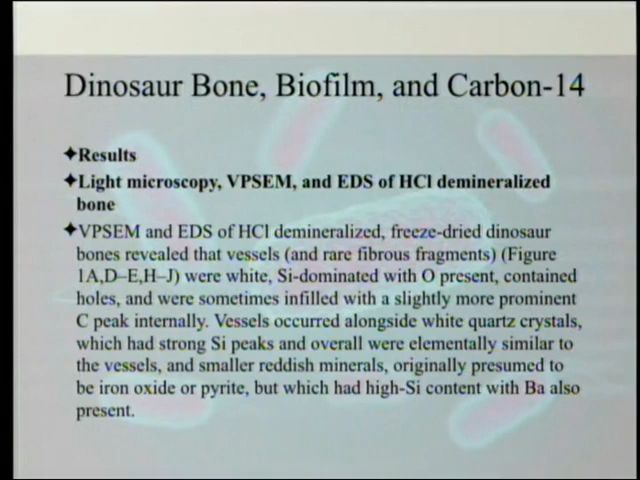 Dinosaur Bone, Biofilm, and Carbon-14
✦Results
✦Light microscopy, VPSEM, and EDS of HCl demineralized
bone
✦VPSEM and EDS of HCl demineralized, freeze-dried dinosaur
bones revealed that vessels (and rare fibrous fragments) (Figure
1A,D–E,H–J) were white, Si-dominated with O present, contained
holes, and were sometimes infilled with a slightly more prominent
C peak internally. Vessels occurred alongside white quartz crystals,
which had strong Si peaks and overall were elementally similar to
the vessels, and smaller reddish minerals, originally presumed to
be iron oxide or pyrite, but which had high-Si content with Ba also
present.